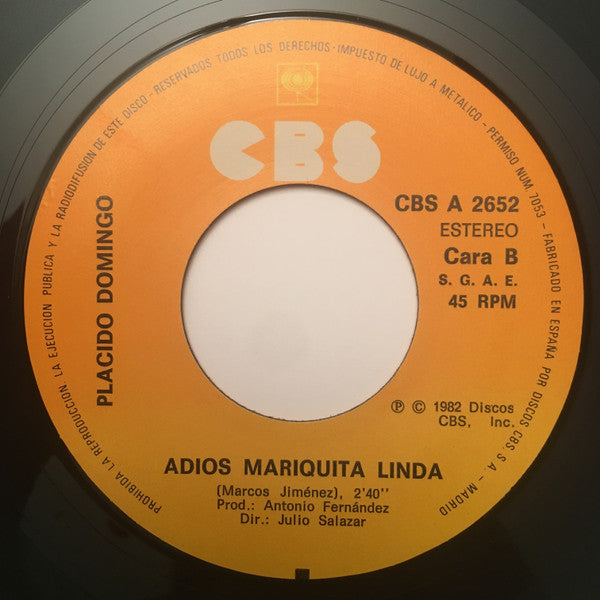 PROHIBIDA LA REPRODUCCION, LA EJECUCION PUBLICA Y LA RADIODIFUSION DE ESTE DISCO - RESERVADOS TODOS LOS DERECHOS - IMPUESTO DE LUJO A METALICO - PERMISO NUM. 7053 - FABRICADO EN ESPAÑA POR DISCOS CBS S.A. - MADRID
CBS
PLACIDO DOMINGO
CBS A 2652
ESTEREO
Cara B
S. G. A. E.
45 RPM
Ⓟ © 1982 Discos
CBS, Inc.
ADIOS MARIQUITA LINDA
(Marcos Jiménez), 2'40''
Prod.: Antonio Fernández
Dir.: Julio Salazar